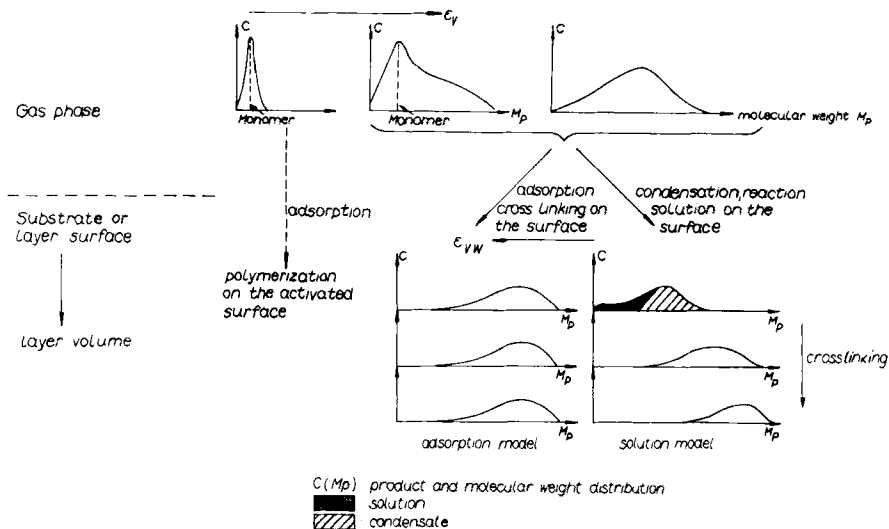 ε_V
C
C
C
Gas phase
Monomer
Monomer
M_p
molecular weight M_p
adsorption
cross linking on
the surface
condensation, reaction
solution on the
surface
Substrate or
layer surface
adsorption
ε_VW
C
C
polymerization
on the activated
surface
M_p
M_p
Layer volume
M_p
M_p
crosslinking
M_p
M_p
adsorption model
solution model
C(Mp) product and molecular weight distribution
solution
condensate